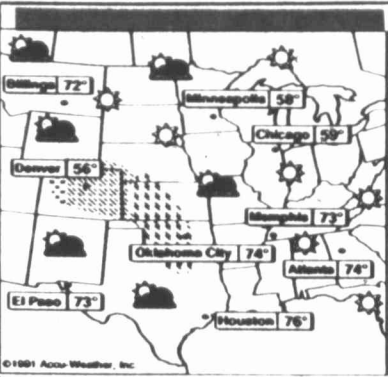 Billings 72°
Minneapolis 58°
Chicago 59°
Denver 56°
Memphis 73°
Oklahoma City 74°
Atlanta 74°
El Paso 73°
Houston 76°
©1991 Accu-Weather, Inc.